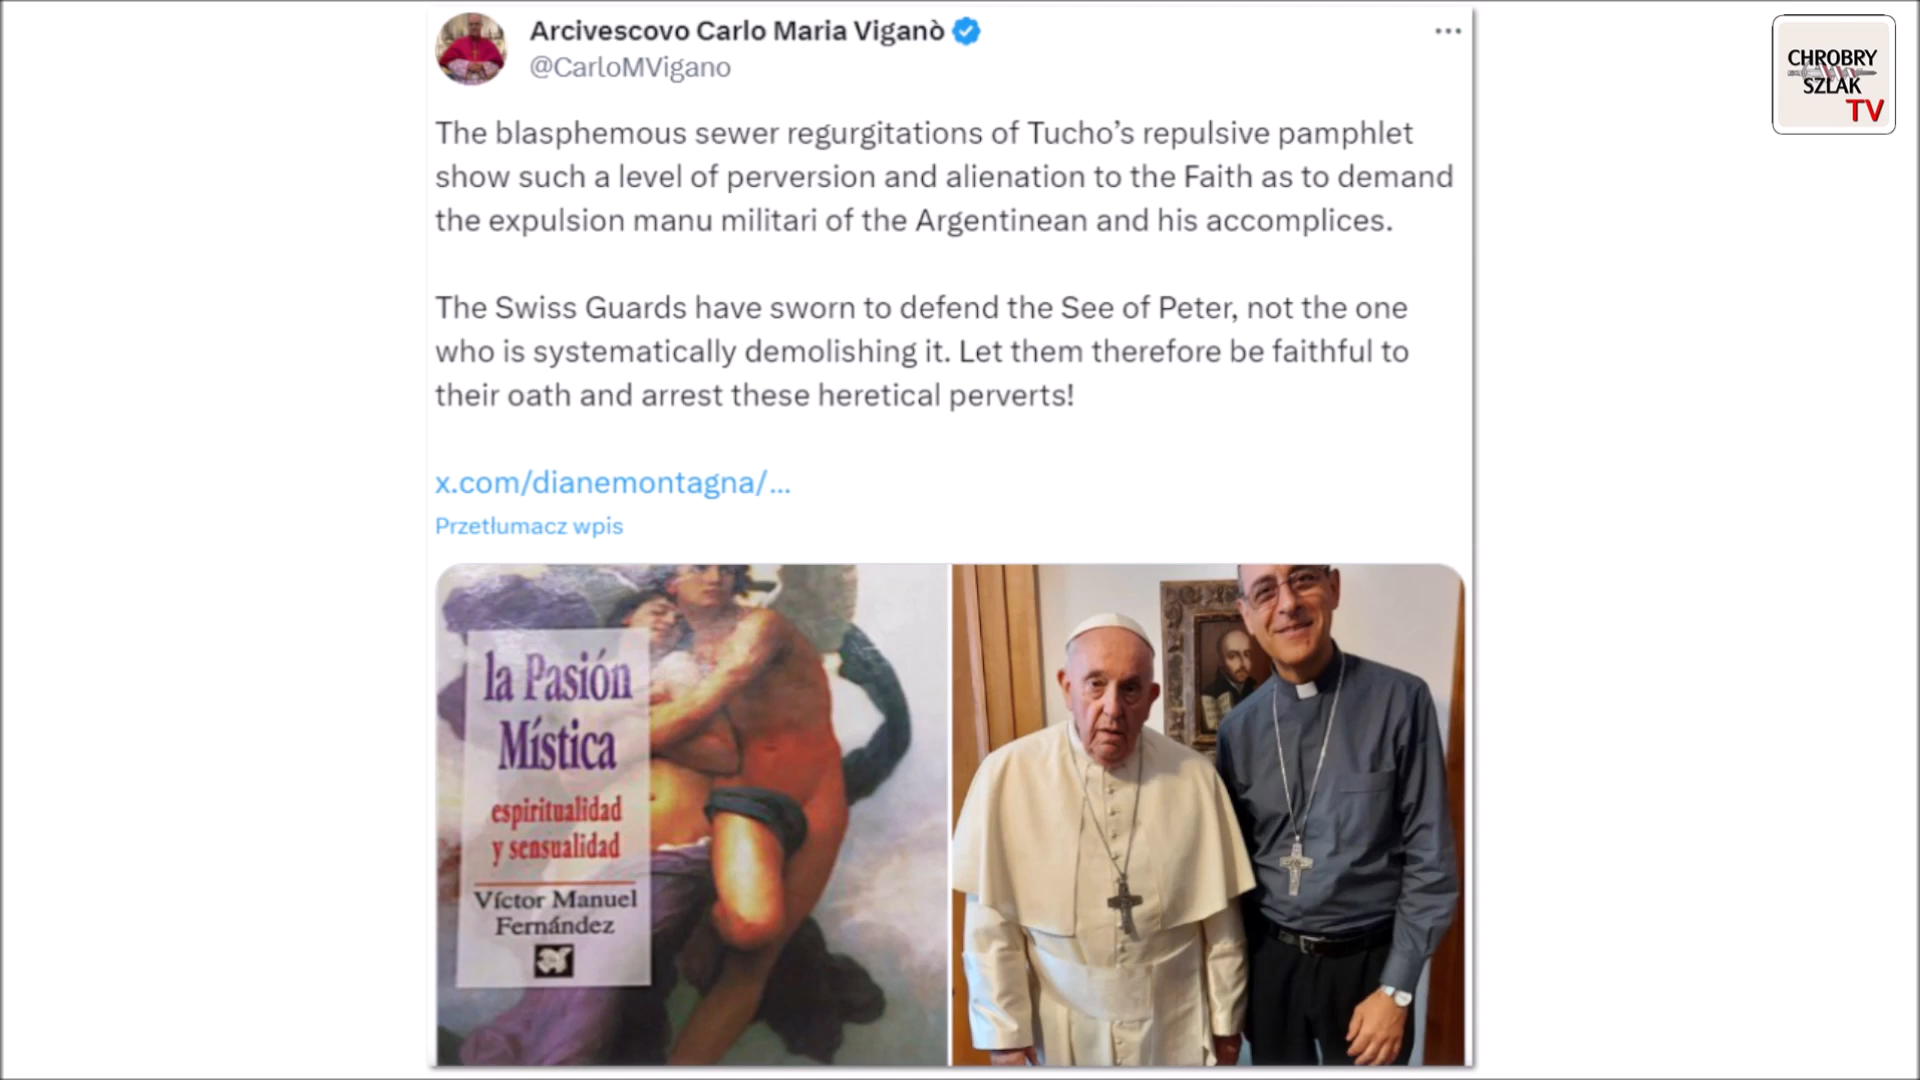 Arcivescovo Carlo Maria Viganò
@CarloMVigano
CHROBRY
SZLAK
TV
The blasphemous sewer regurgitations of Tucho’s repulsive pamphlet
show such a level of perversion and alienation to the Faith as to demand
the expulsion manu militari of the Argentinean and his accomplices.
The Swiss Guards have sworn to defend the See of Peter, not the one
who is systematically demolishing it. Let them therefore be faithful to
their oath and arrest these heretical perverts!
x.com/dianemontagna/…
Przetłumacz wpis
la Pasión
Mística
espiritualidad
y sensualidad
Víctor Manuel
Fernández